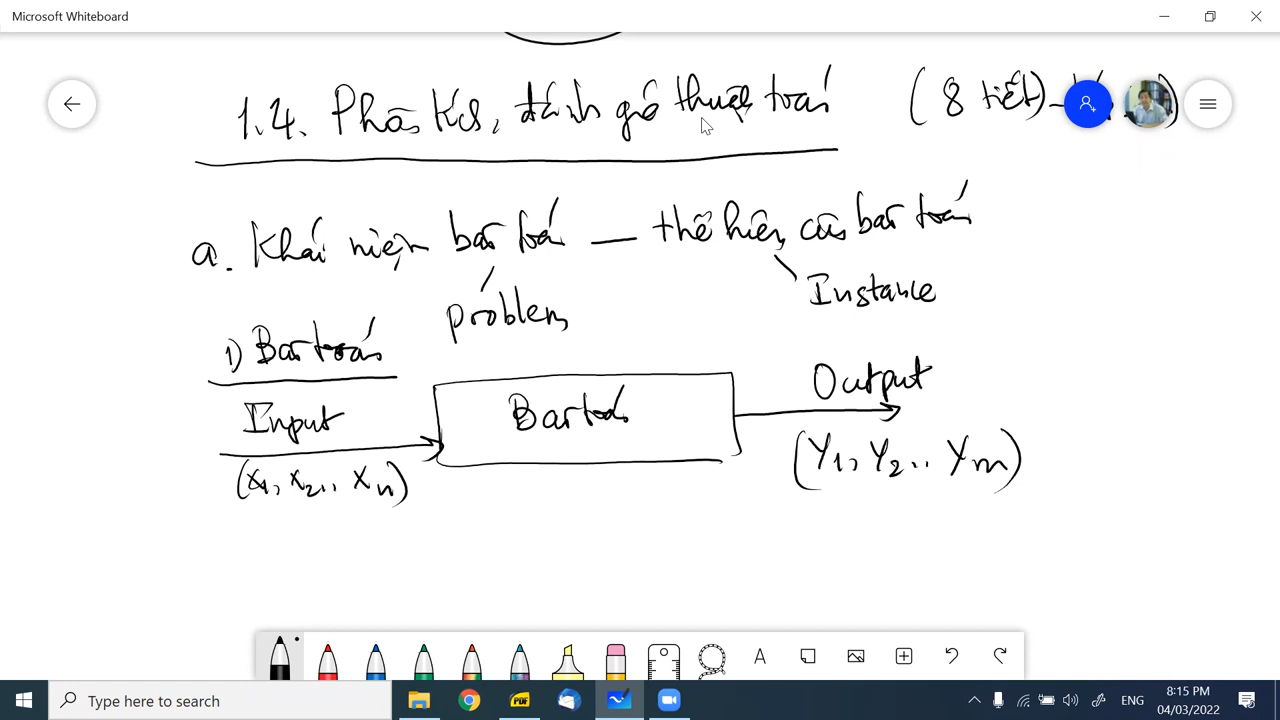 Microsoft Whiteboard
1.4. Phân tích, đánh giá thuật toán (8 tiết)-
a. Khái niệm bài toán — thể hiện của bài toán
problem
Instance
1) Bài toán
Input
Bài toán
Output
(x1, x2.. xn)
(y1, y2.. ym)
A
Type here to search
ENG
8:15 PM
04/03/2022
PDF